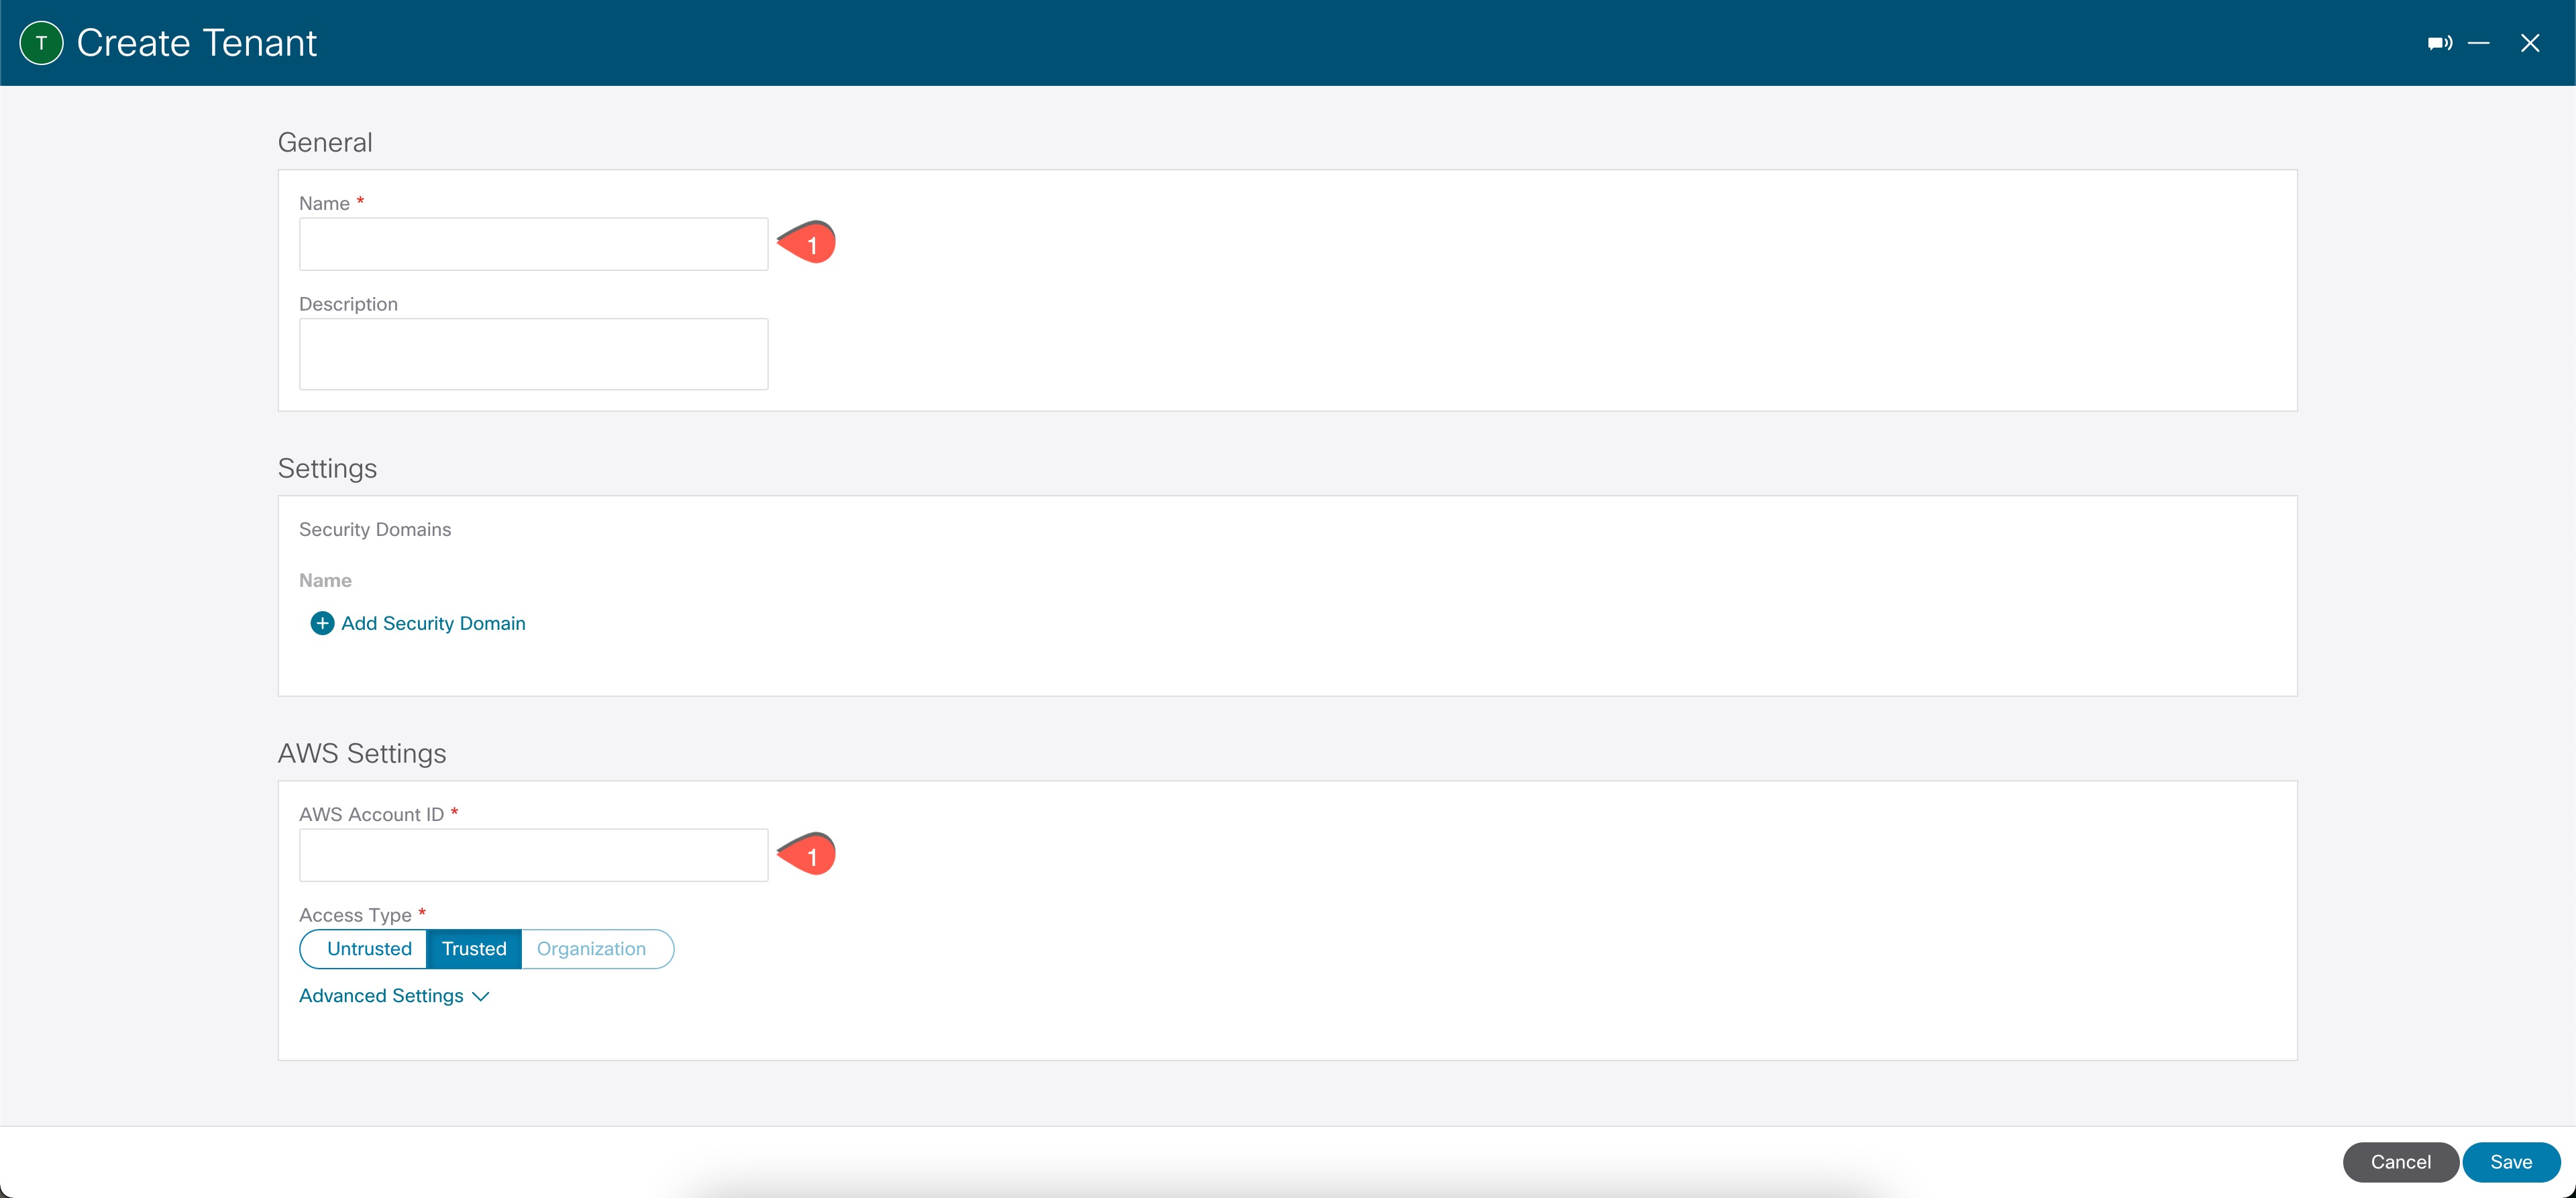 T Create Tenant
General
Name *
1
Description
Settings
Security Domains
Name
Add Security Domain
AWS Settings
AWS Account ID *
1
Access Type *
Untrusted Trusted Organization
Advanced Settings
Cancel Save